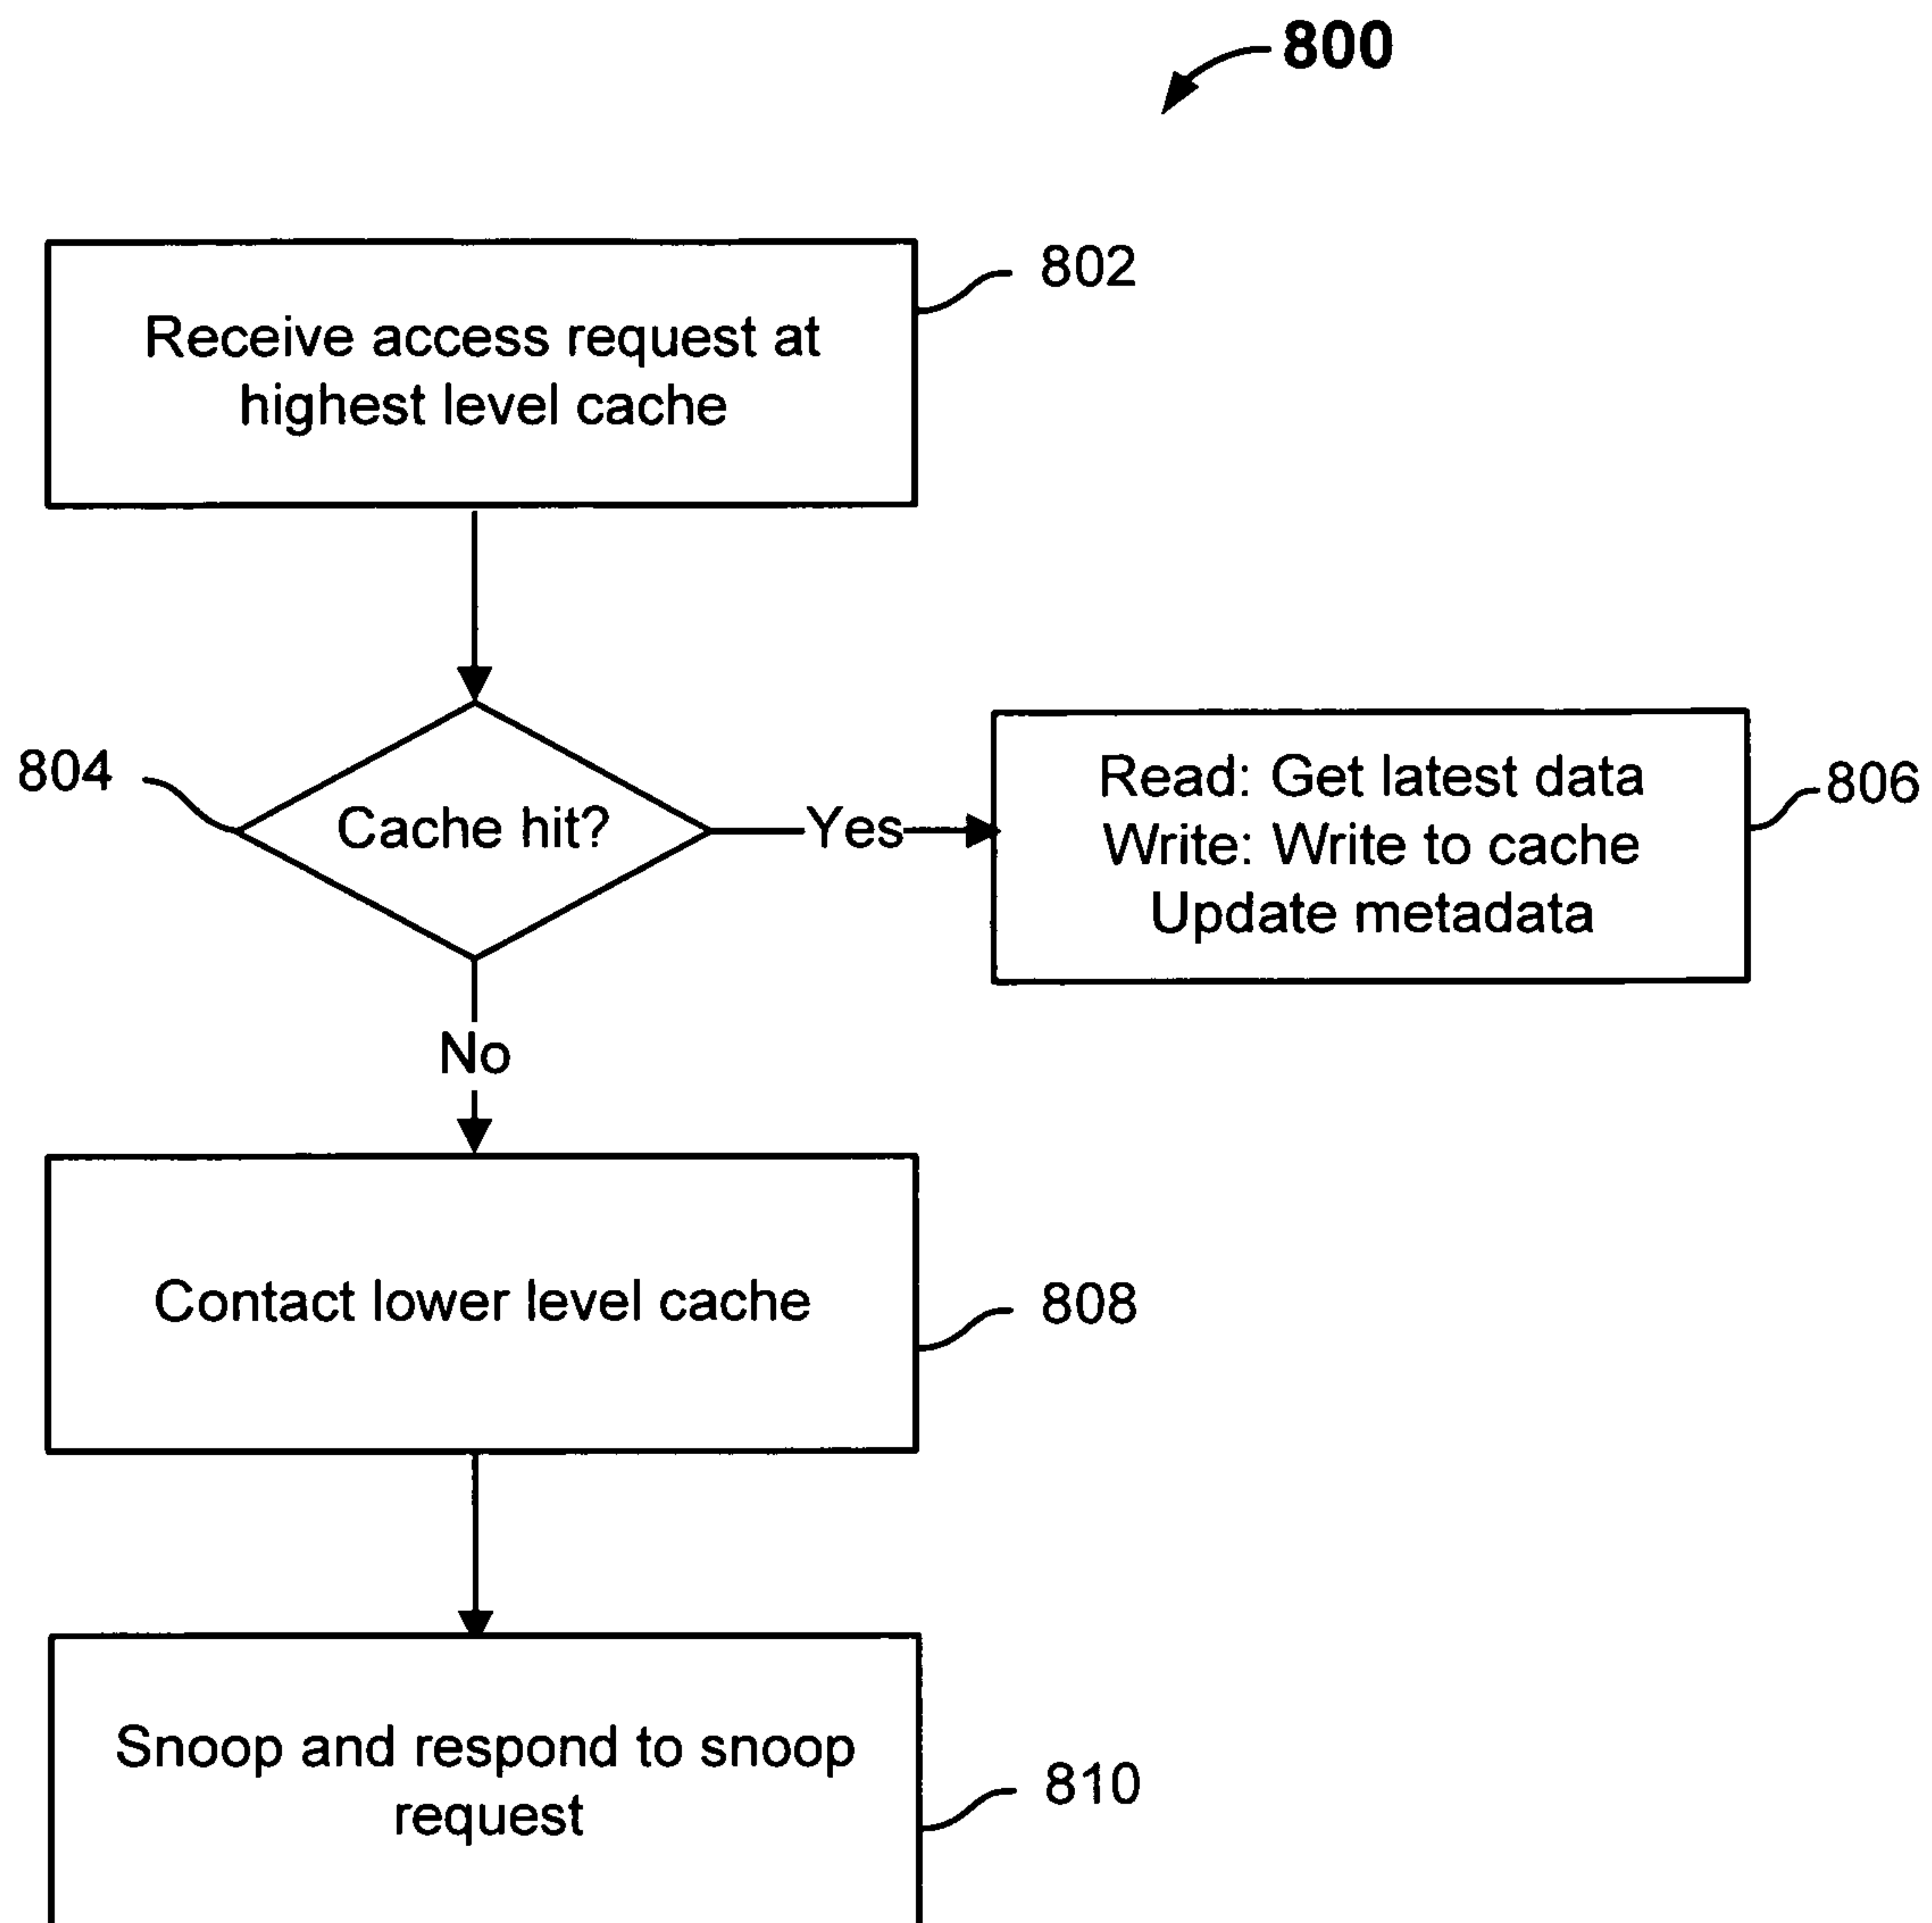 800
802
Receive access request at
highest level cache
804
Cache hit?
Yes
Read: Get latest data
Write: Write to cache
Update metadata
806
No
Contact lower level cache
808
Snoop and respond to snoop
request
810